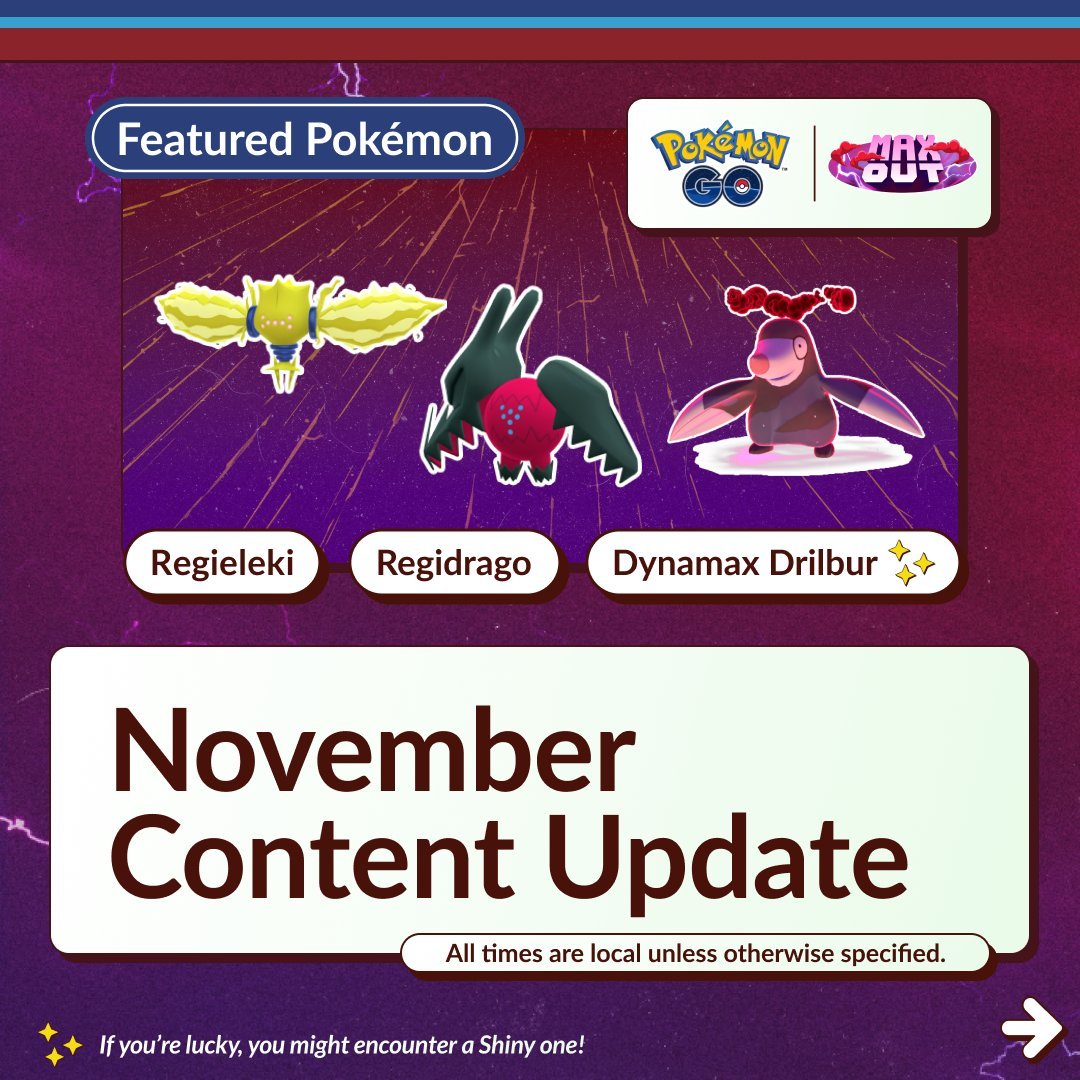 Featured Pokémon
POKéMON
GO
MAX
OUT
Regieleki
Regidrago
Dynamax Drilbur
November
Content Update
All times are local unless otherwise specified.
If you’re lucky, you might encounter a Shiny one!